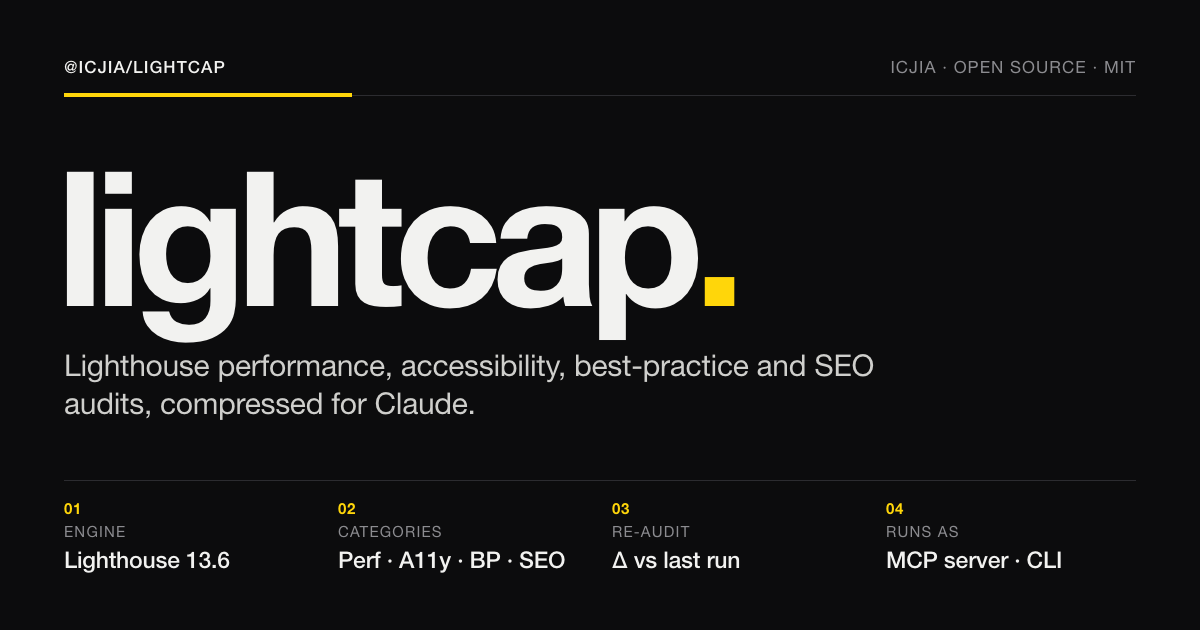 @ICJIA/LIGHTCAP
ICJIA · OPEN SOURCE · MIT
lightcap.
Lighthouse performance, accessibility, best-practice and SEO
audits, compressed for Claude.
01
ENGINE
Lighthouse 13.6
02
CATEGORIES
Perf · A11y · BP · SEO
03
RE-AUDIT
Δ vs last run
04
RUNS AS
MCP server · CLI